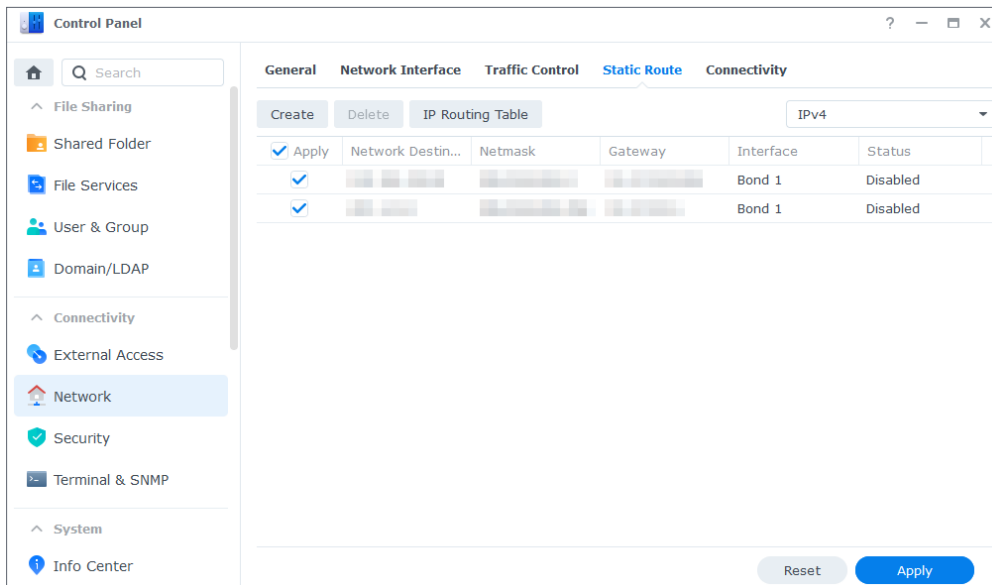 Control Panel
?
Search
File Sharing
Shared Folder
File Services
User & Group
Domain/LDAP
Connectivity
External Access
Network
Security
Terminal & SNMP
System
Info Center
General Network Interface Traffic Control Static Route Connectivity
Create Delete IP Routing Table IPv4
Apply Network Destin... Netmask Gateway Interface Status
Bond 1 Disabled
Bond 1 Disabled
Reset Apply